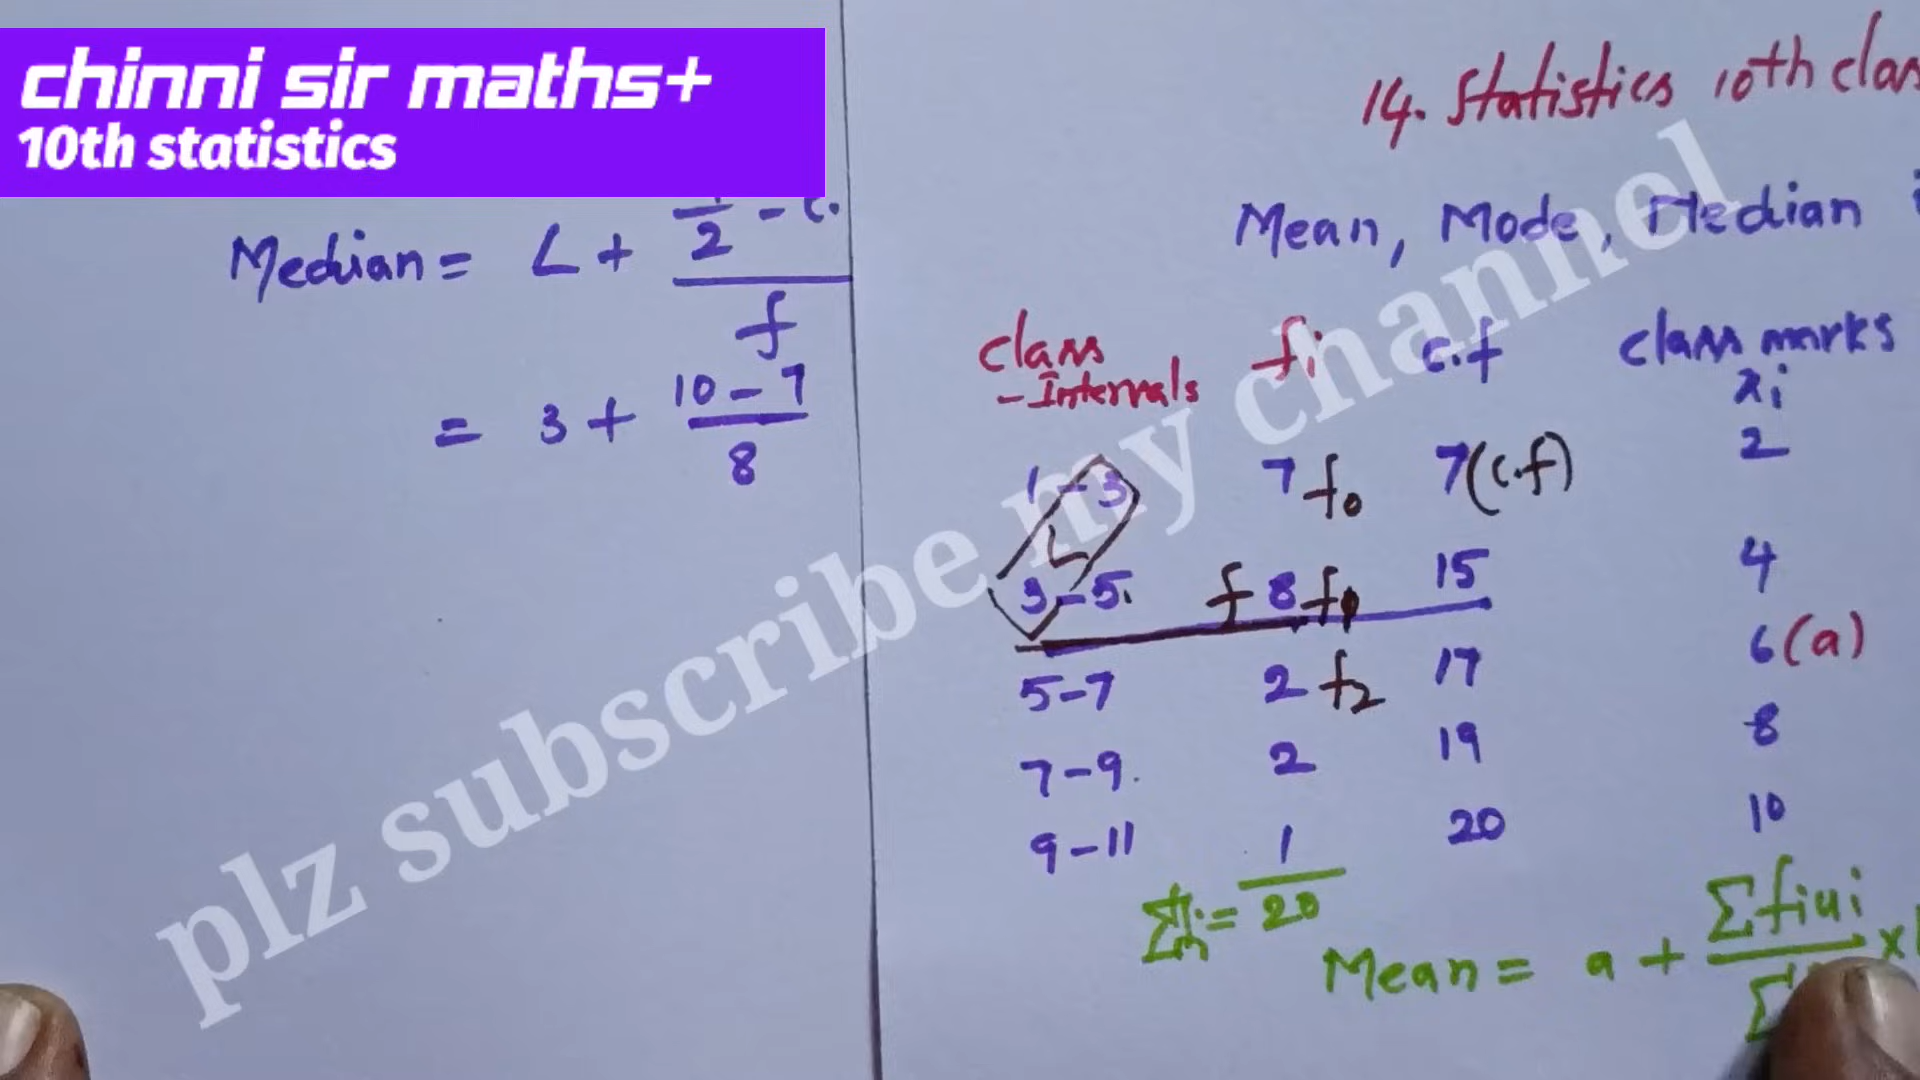 chinni sir maths+
10th statistics
14. Statistics 10th clas
Mean, Mode, Median
Median = L + 2 - c.
f
= 3 + 10 - 7
8
class fi c.f class marks
- Intervals xi
1-3 7 f0 7(c.f) 2
L
3-5. f 8 f1 15 4
5-7 2 f2 17 6(a)
7-9. 2 19 8
9-11 1 20 10
= 20
Mean = a + Σfiui ×
Σ
plz subscribe my channel